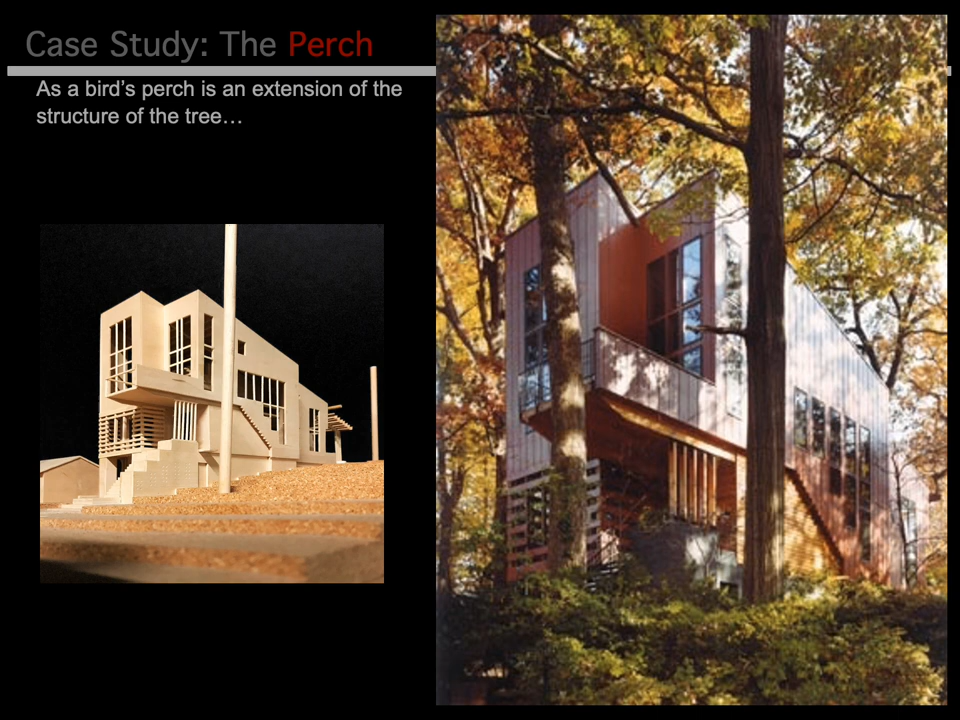 Case Study: The Perch
As a bird’s perch is an extension of the
structure of the tree…